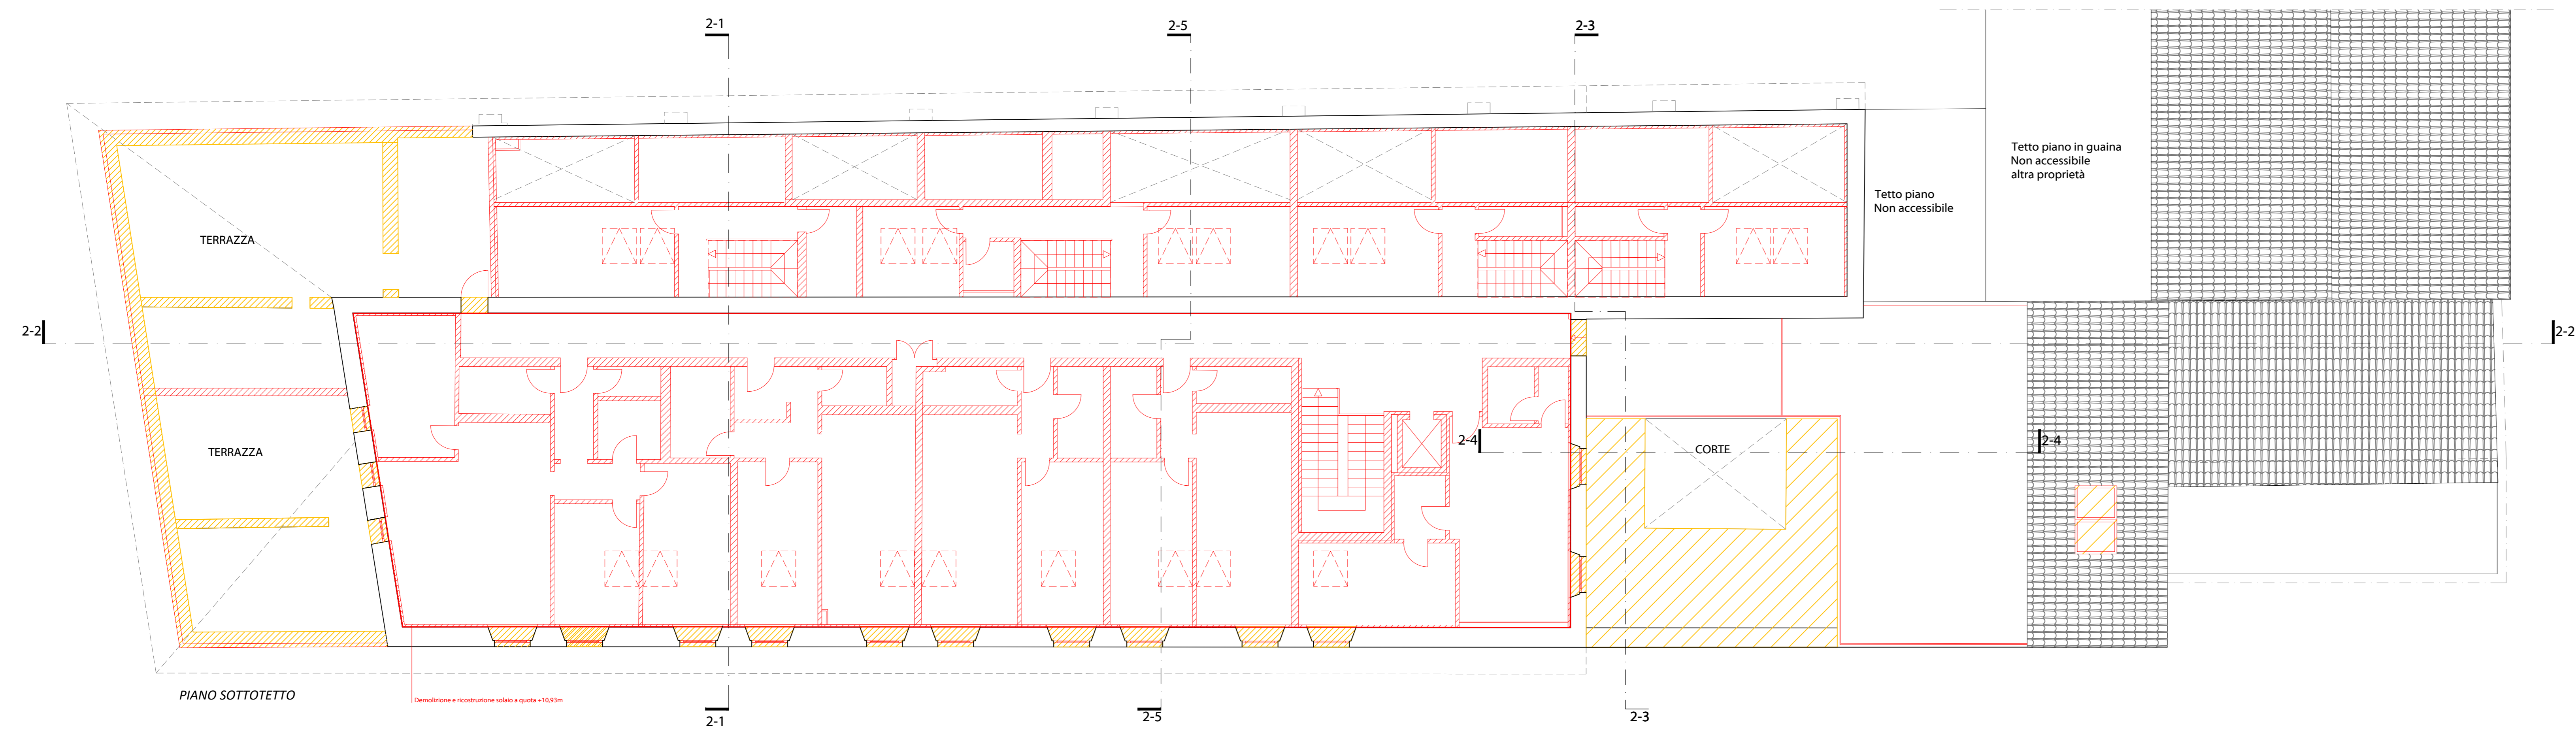 2-1
2-5
2-3
Tetto piano in guaina
Non accessibile
altra proprietà
Tetto piano
Non accessibile
TERRAZZA
2-2
2-2
TERRAZZA
2-4
CORTE
2-4
PIANO SOTTOTETTO
Demolizione e ricostruzione solaio a quota +10,93m
2-1
2-5
2-3